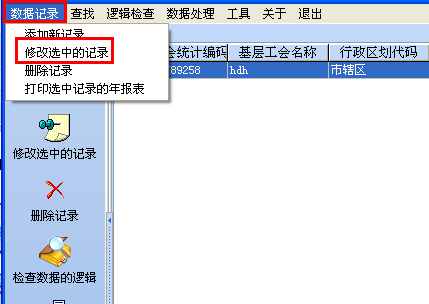 数据记录 查找 逻辑检查 数据处理 工具 关于 退出
添加新记录
修改选中的记录
删除记录
打印选中记录的年报表
会统计编码 基层工会名称 行政区划代码
89258 hdh 市辖区
修改选中的记录
删除记录
检查数据的逻辑